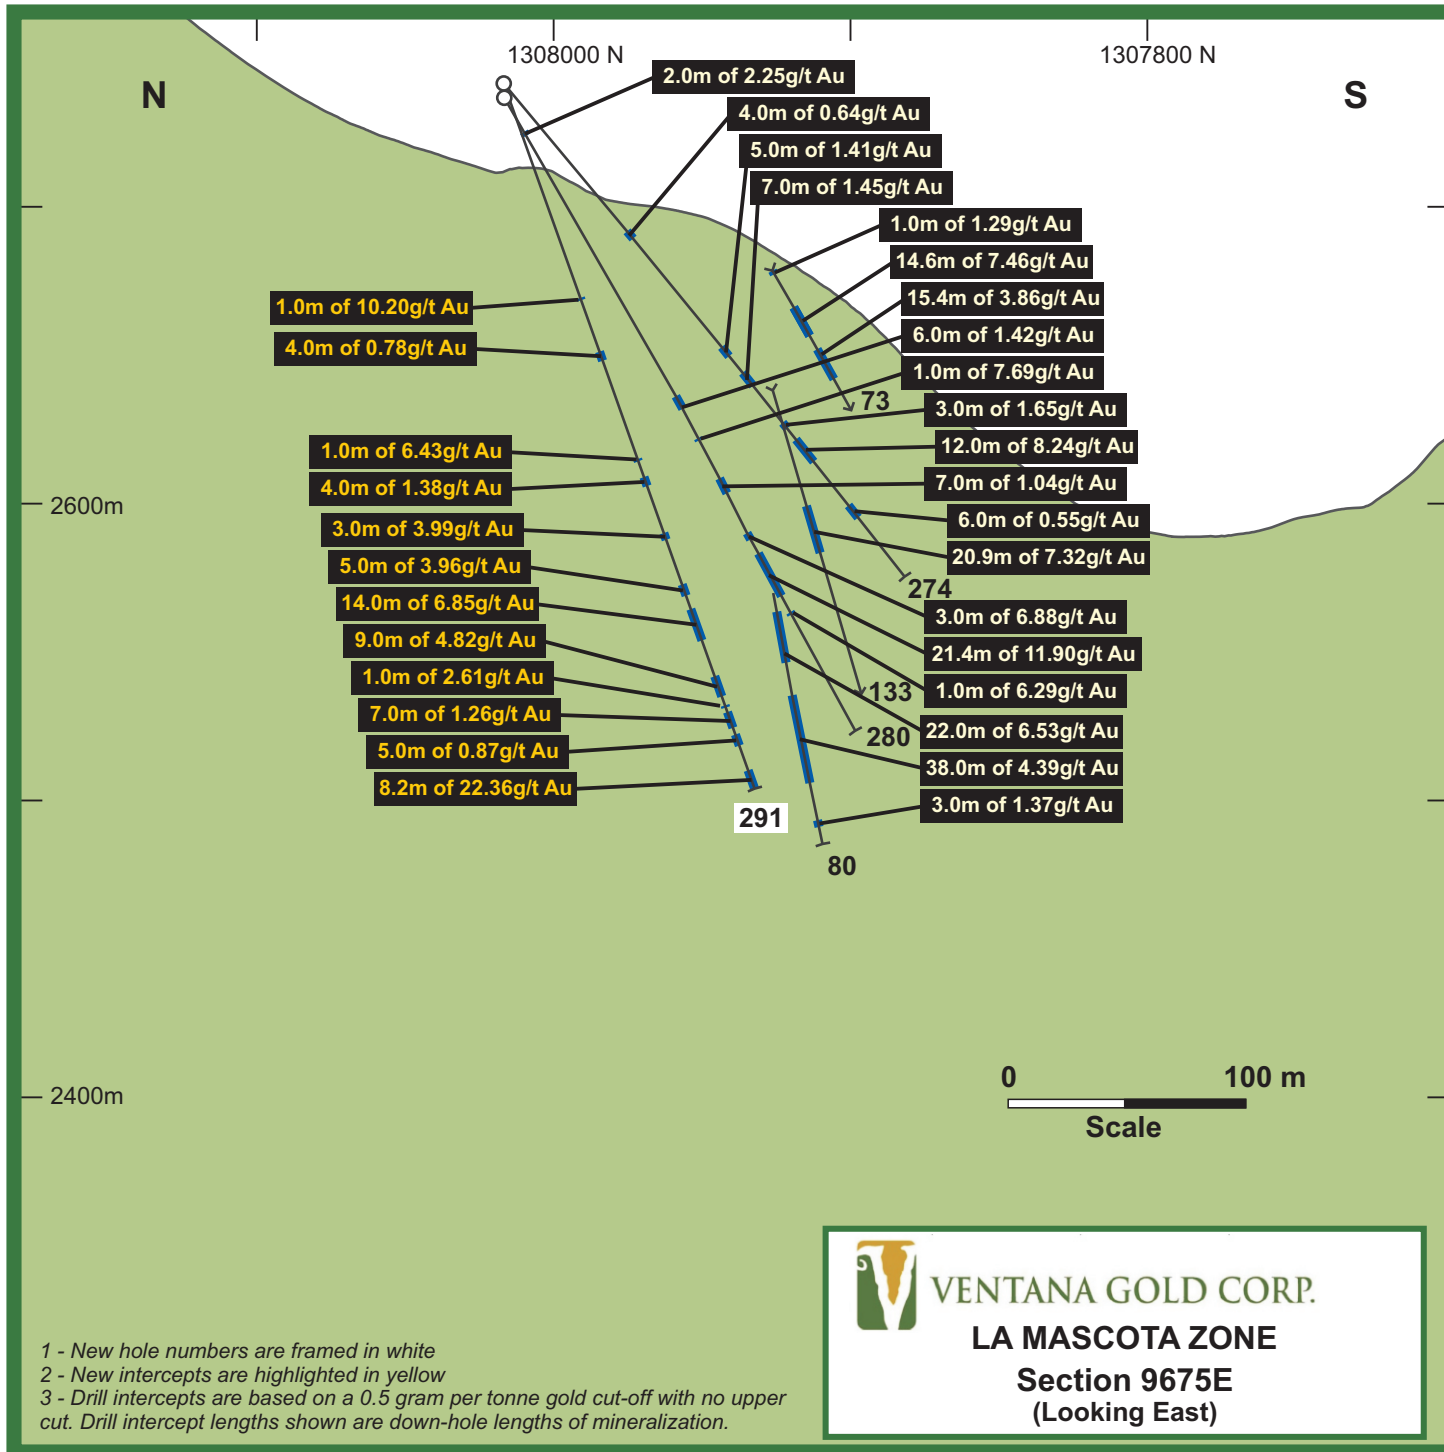 1308000 N
1307800 N
N
S
2.0m of 2.25g/t Au
4.0m of 0.64g/t Au
5.0m of 1.41g/t Au
7.0m of 1.45g/t Au
1.0m of 1.29g/t Au
14.6m of 7.46g/t Au
15.4m of 3.86g/t Au
6.0m of 1.42g/t Au
1.0m of 7.69g/t Au
73
3.0m of 1.65g/t Au
12.0m of 8.24g/t Au
7.0m of 1.04g/t Au
6.0m of 0.55g/t Au
20.9m of 7.32g/t Au
274
3.0m of 6.88g/t Au
21.4m of 11.90g/t Au
1.0m of 6.29g/t Au
133
280
22.0m of 6.53g/t Au
38.0m of 4.39g/t Au
3.0m of 1.37g/t Au
1.0m of 10.20g/t Au
4.0m of 0.78g/t Au
1.0m of 6.43g/t Au
4.0m of 1.38g/t Au
3.0m of 3.99g/t Au
5.0m of 3.96g/t Au
14.0m of 6.85g/t Au
9.0m of 4.82g/t Au
1.0m of 2.61g/t Au
7.0m of 1.26g/t Au
5.0m of 0.87g/t Au
8.2m of 22.36g/t Au
291
80
2600m
2400m
0
100 m
Scale
VENTANA GOLD CORP.
LA MASCOTA ZONE
Section 9675E
(Looking East)
1 - New hole numbers are framed in white
2 - New intercepts are highlighted in yellow
3 - Drill intercepts are based on a 0.5 gram per tonne gold cut-off with no upper
cut. Drill intercept lengths shown are down-hole lengths of mineralization.